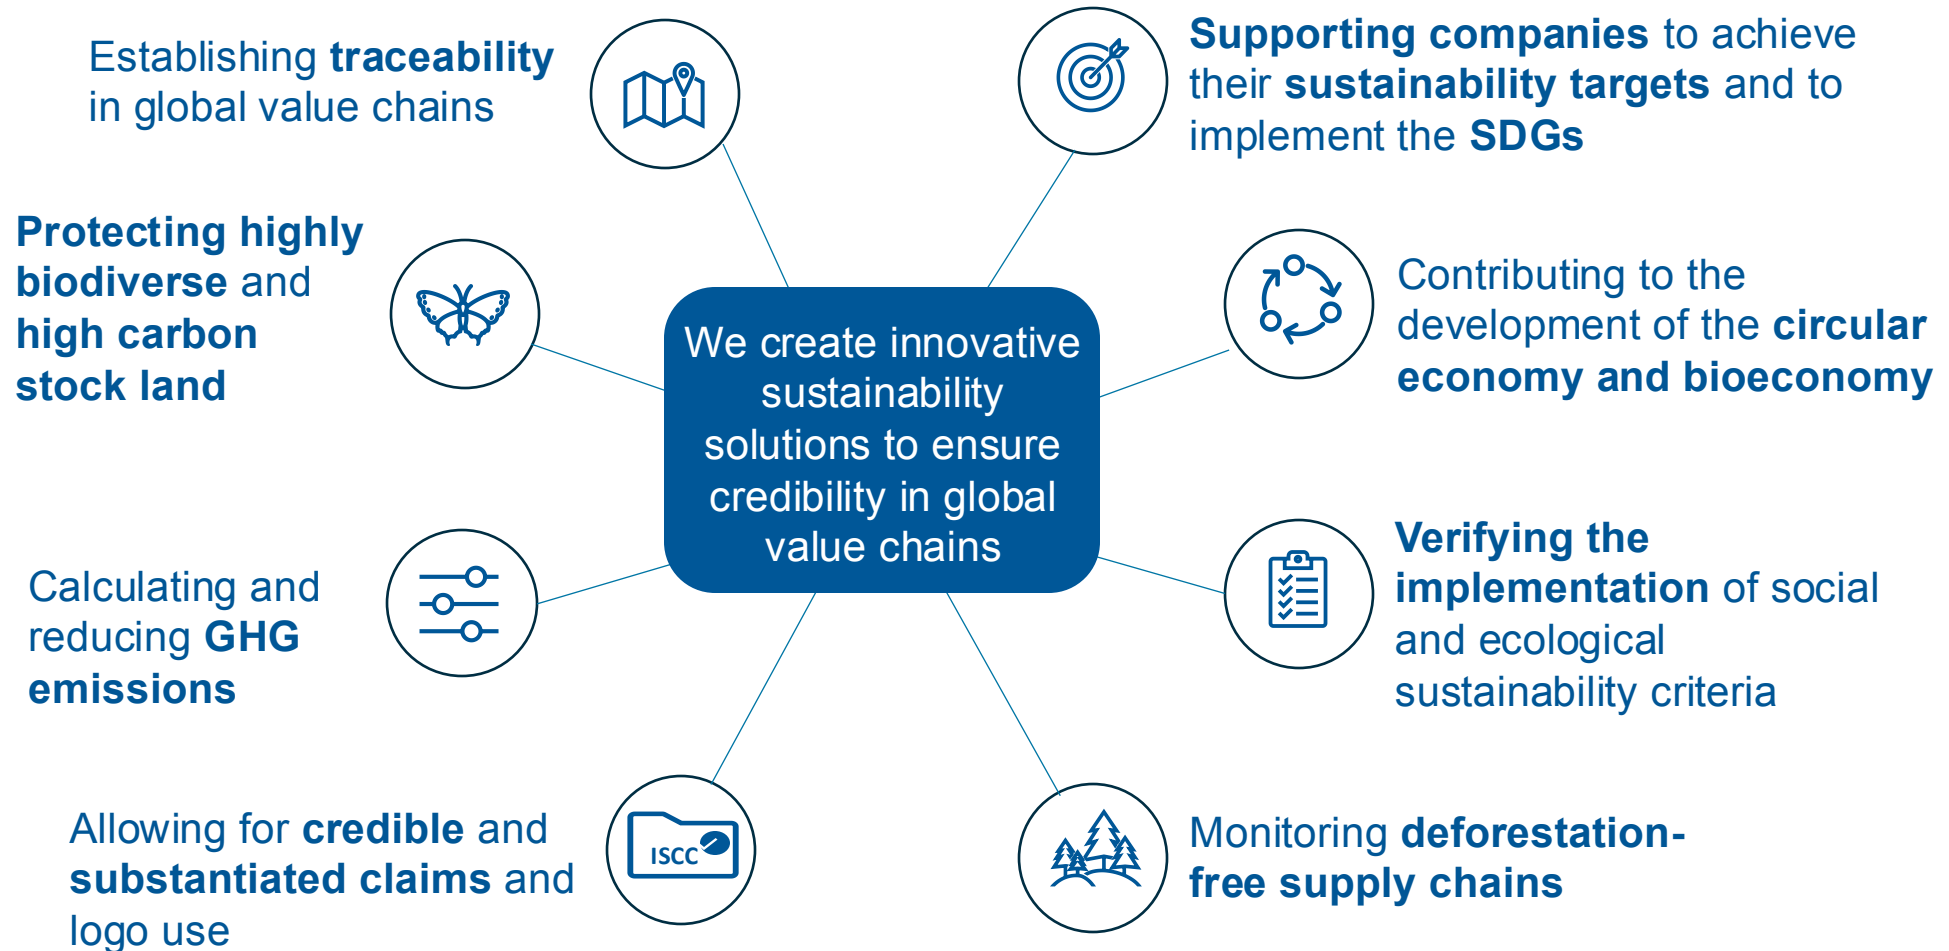 Establishing traceability
in global value chains
Supporting companies to achieve
their sustainability targets and to
implement the SDGs
Protecting highly
biodiverse and
high carbon
stock land
Contributing to the
development of the circular
economy and bioeconomy
We create innovative
sustainability
solutions to ensure
credibility in global
value chains
Calculating and
reducing GHG
emissions
Verifying the
implementation of social
and ecological
sustainability criteria
Allowing for credible and
substantiated claims and
logo use
ISCC
Monitoring deforestation-
free supply chains